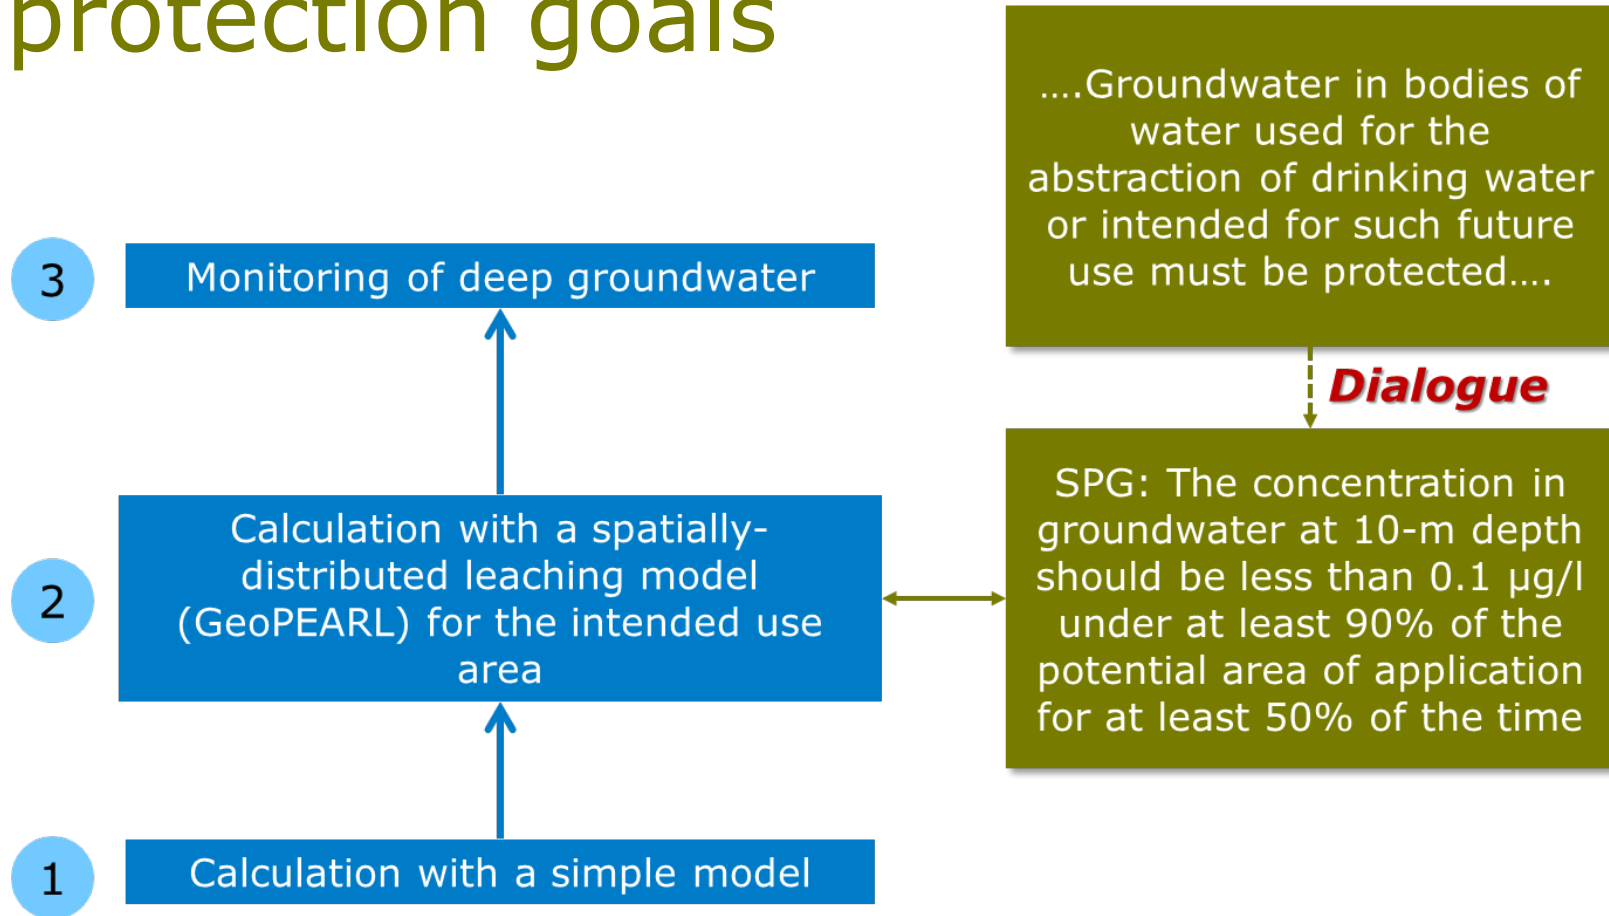 protection goals
….Groundwater in bodies of
water used for the
abstraction of drinking water
or intended for such future
use must be protected….
Dialogue
SPG: The concentration in
groundwater at 10-m depth
should be less than 0.1 µg/l
under at least 90% of the
potential area of application
for at least 50% of the time
3
Monitoring of deep groundwater
2
Calculation with a spatially-
distributed leaching model
(GeoPEARL) for the intended use
area
1
Calculation with a simple model